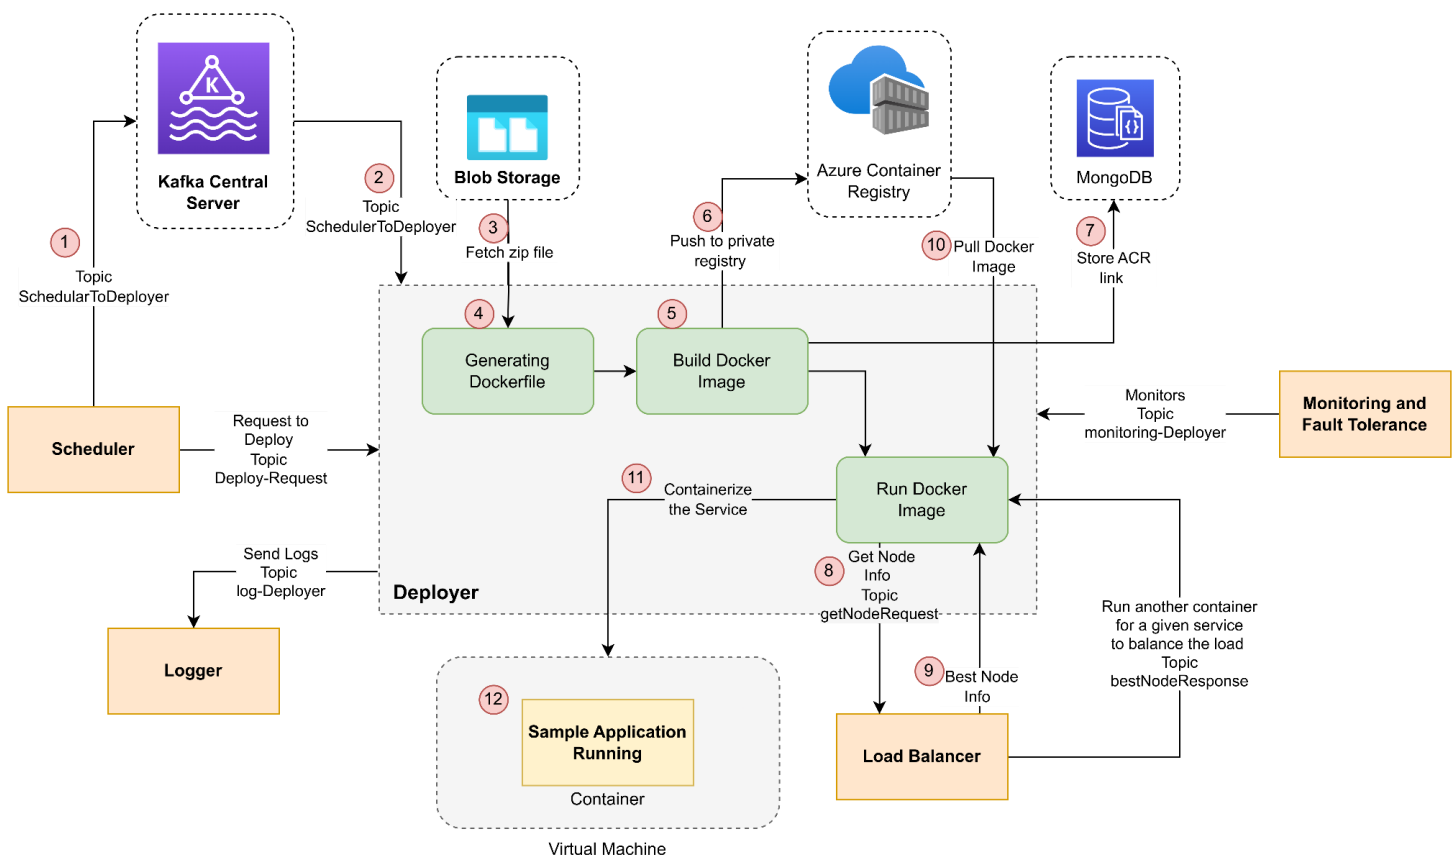 K
Kafka Central
Server
Blob Storage
Azure Container
Registry
{}
MongoDB
1
Topic
SchedularToDeployer
2
Topic
SchedulerToDeployer
3
Fetch zip file
6
Push to private
registry
10
Pull Docker
Image
7
Store ACR
link
4
Generating
Dockerfile
5
Build Docker
Image
Scheduler
Request to
Deploy
Topic
Deploy-Request
Monitors
Topic
monitoring-Deployer
Monitoring and
Fault Tolerance
11
Containerize
the Service
Run Docker
Image
Send Logs
Topic
log-Deployer
Deployer
8
Get Node
Info
Topic
getNodeRequest
Logger
9
Best Node
Info
Run another container
for a given service
to balance the load
Topic
bestNodeResponse
12
Sample Application
Running
Container
Load Balancer
Virtual Machine